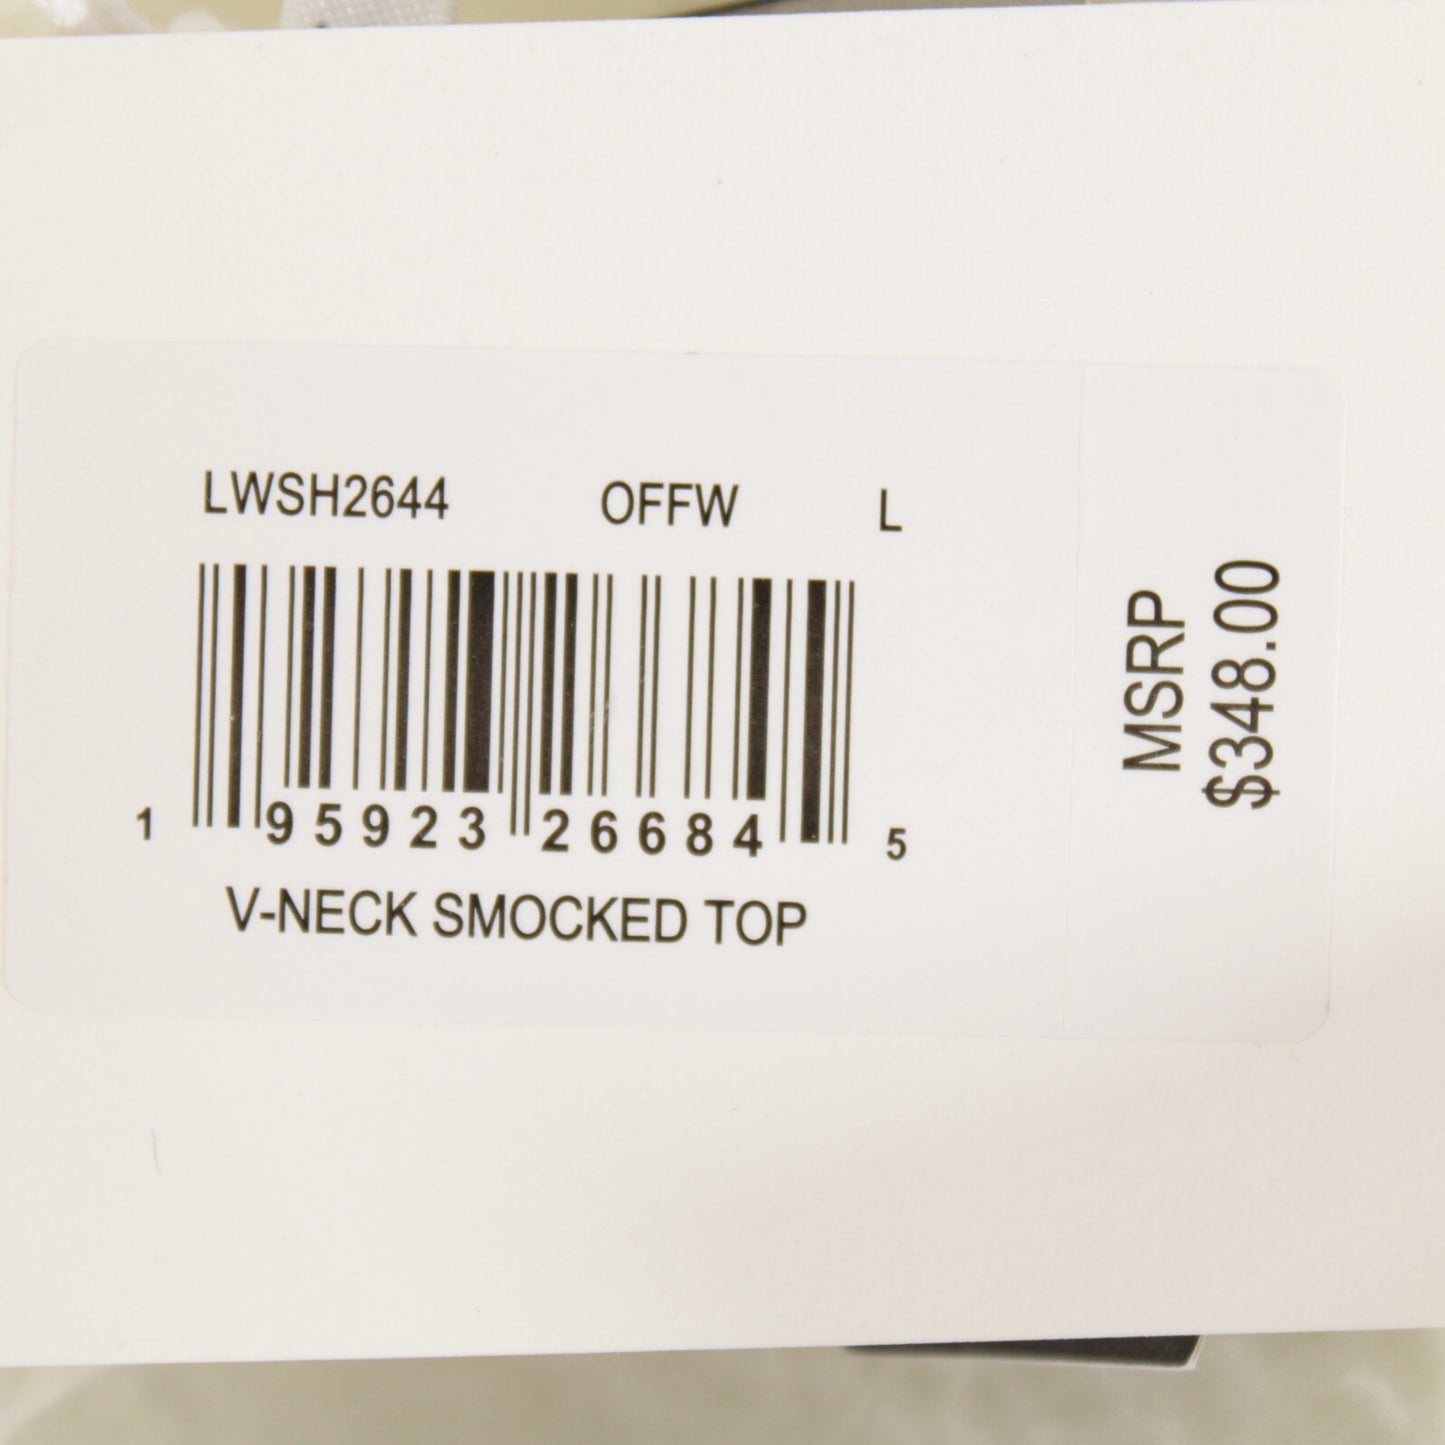 LWSH2644 OFFW L
1 95923 26684 5
V-NECK SMOCKED TOP
MSRP
$348.00